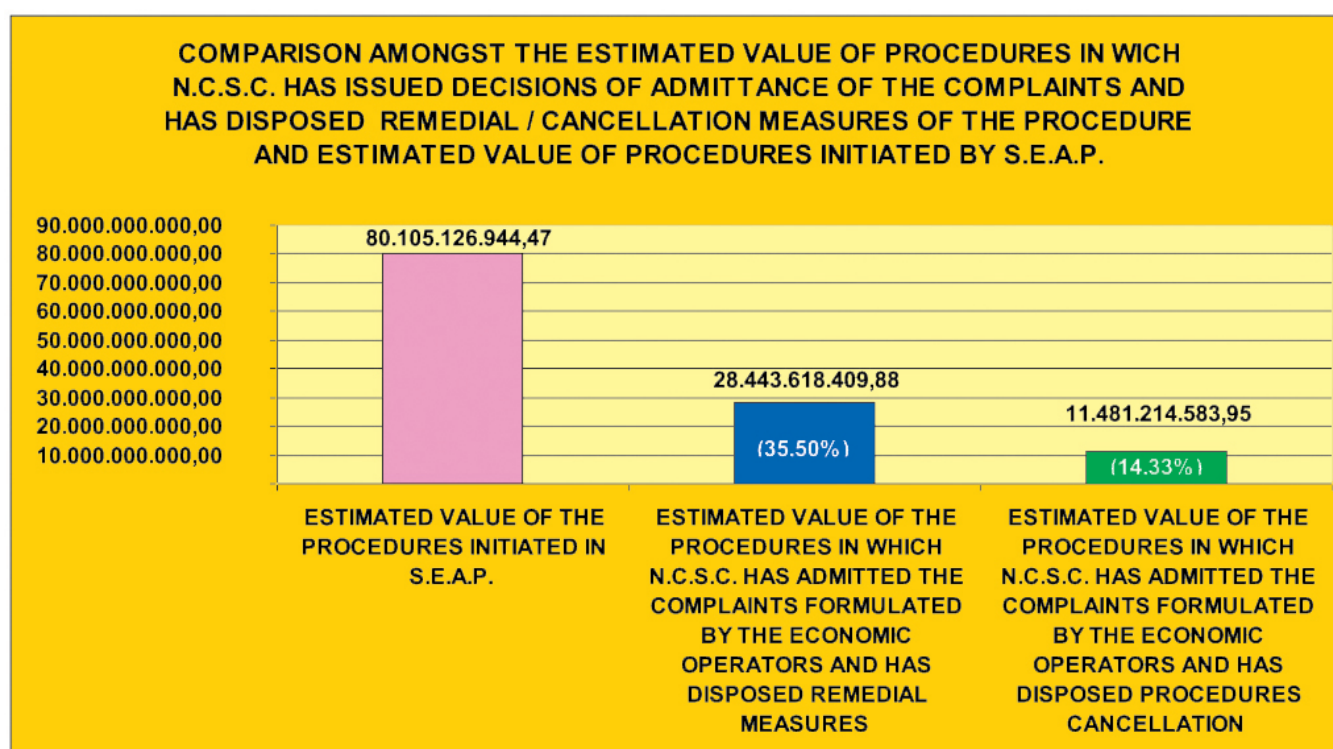 COMPARISON AMONGST THE ESTIMATED VALUE OF PROCEDURES IN WICH
N.C.S.C. HAS ISSUED DECISIONS OF ADMITTANCE OF THE COMPLAINTS AND
HAS DISPOSED REMEDIAL / CANCELLATION MEASURES OF THE PROCEDURE
AND ESTIMATED VALUE OF PROCEDURES INITIATED BY S.E.A.P.
90.000.000.000,00
80.000.000.000,00
70.000.000.000,00
60.000.000.000,00
50.000.000.000,00
40.000.000.000,00
30.000.000.000,00
20.000.000.000,00
10.000.000.000,00
80.105.126.944,47
28.443.618.409,88
(35.50%)
11.481.214.583,95
(14.33%)
ESTIMATED VALUE OF THE
PROCEDURES INITIATED IN
S.E.A.P.
ESTIMATED VALUE OF THE
PROCEDURES IN WHICH
N.C.S.C. HAS ADMITTED THE
COMPLAINTS FORMULATED
BY THE ECONOMIC
OPERATORS AND HAS
DISPOSED REMEDIAL
MEASURES
ESTIMATED VALUE OF THE
PROCEDURES IN WHICH
N.C.S.C. HAS ADMITTED THE
COMPLAINTS FORMULATED
BY THE ECONOMIC
OPERATORS AND HAS
DISPOSED PROCEDURES
CANCELLATION